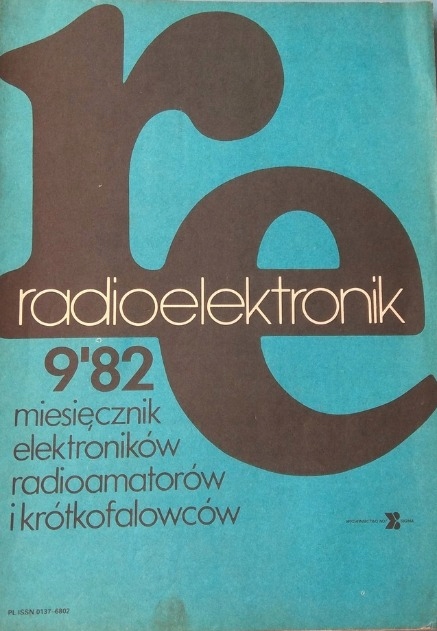 re
radioelektronik
9'82
miesięcznik
elektroników
radioamatorów
i krótkofalowców
PL ISSN 0137-6802